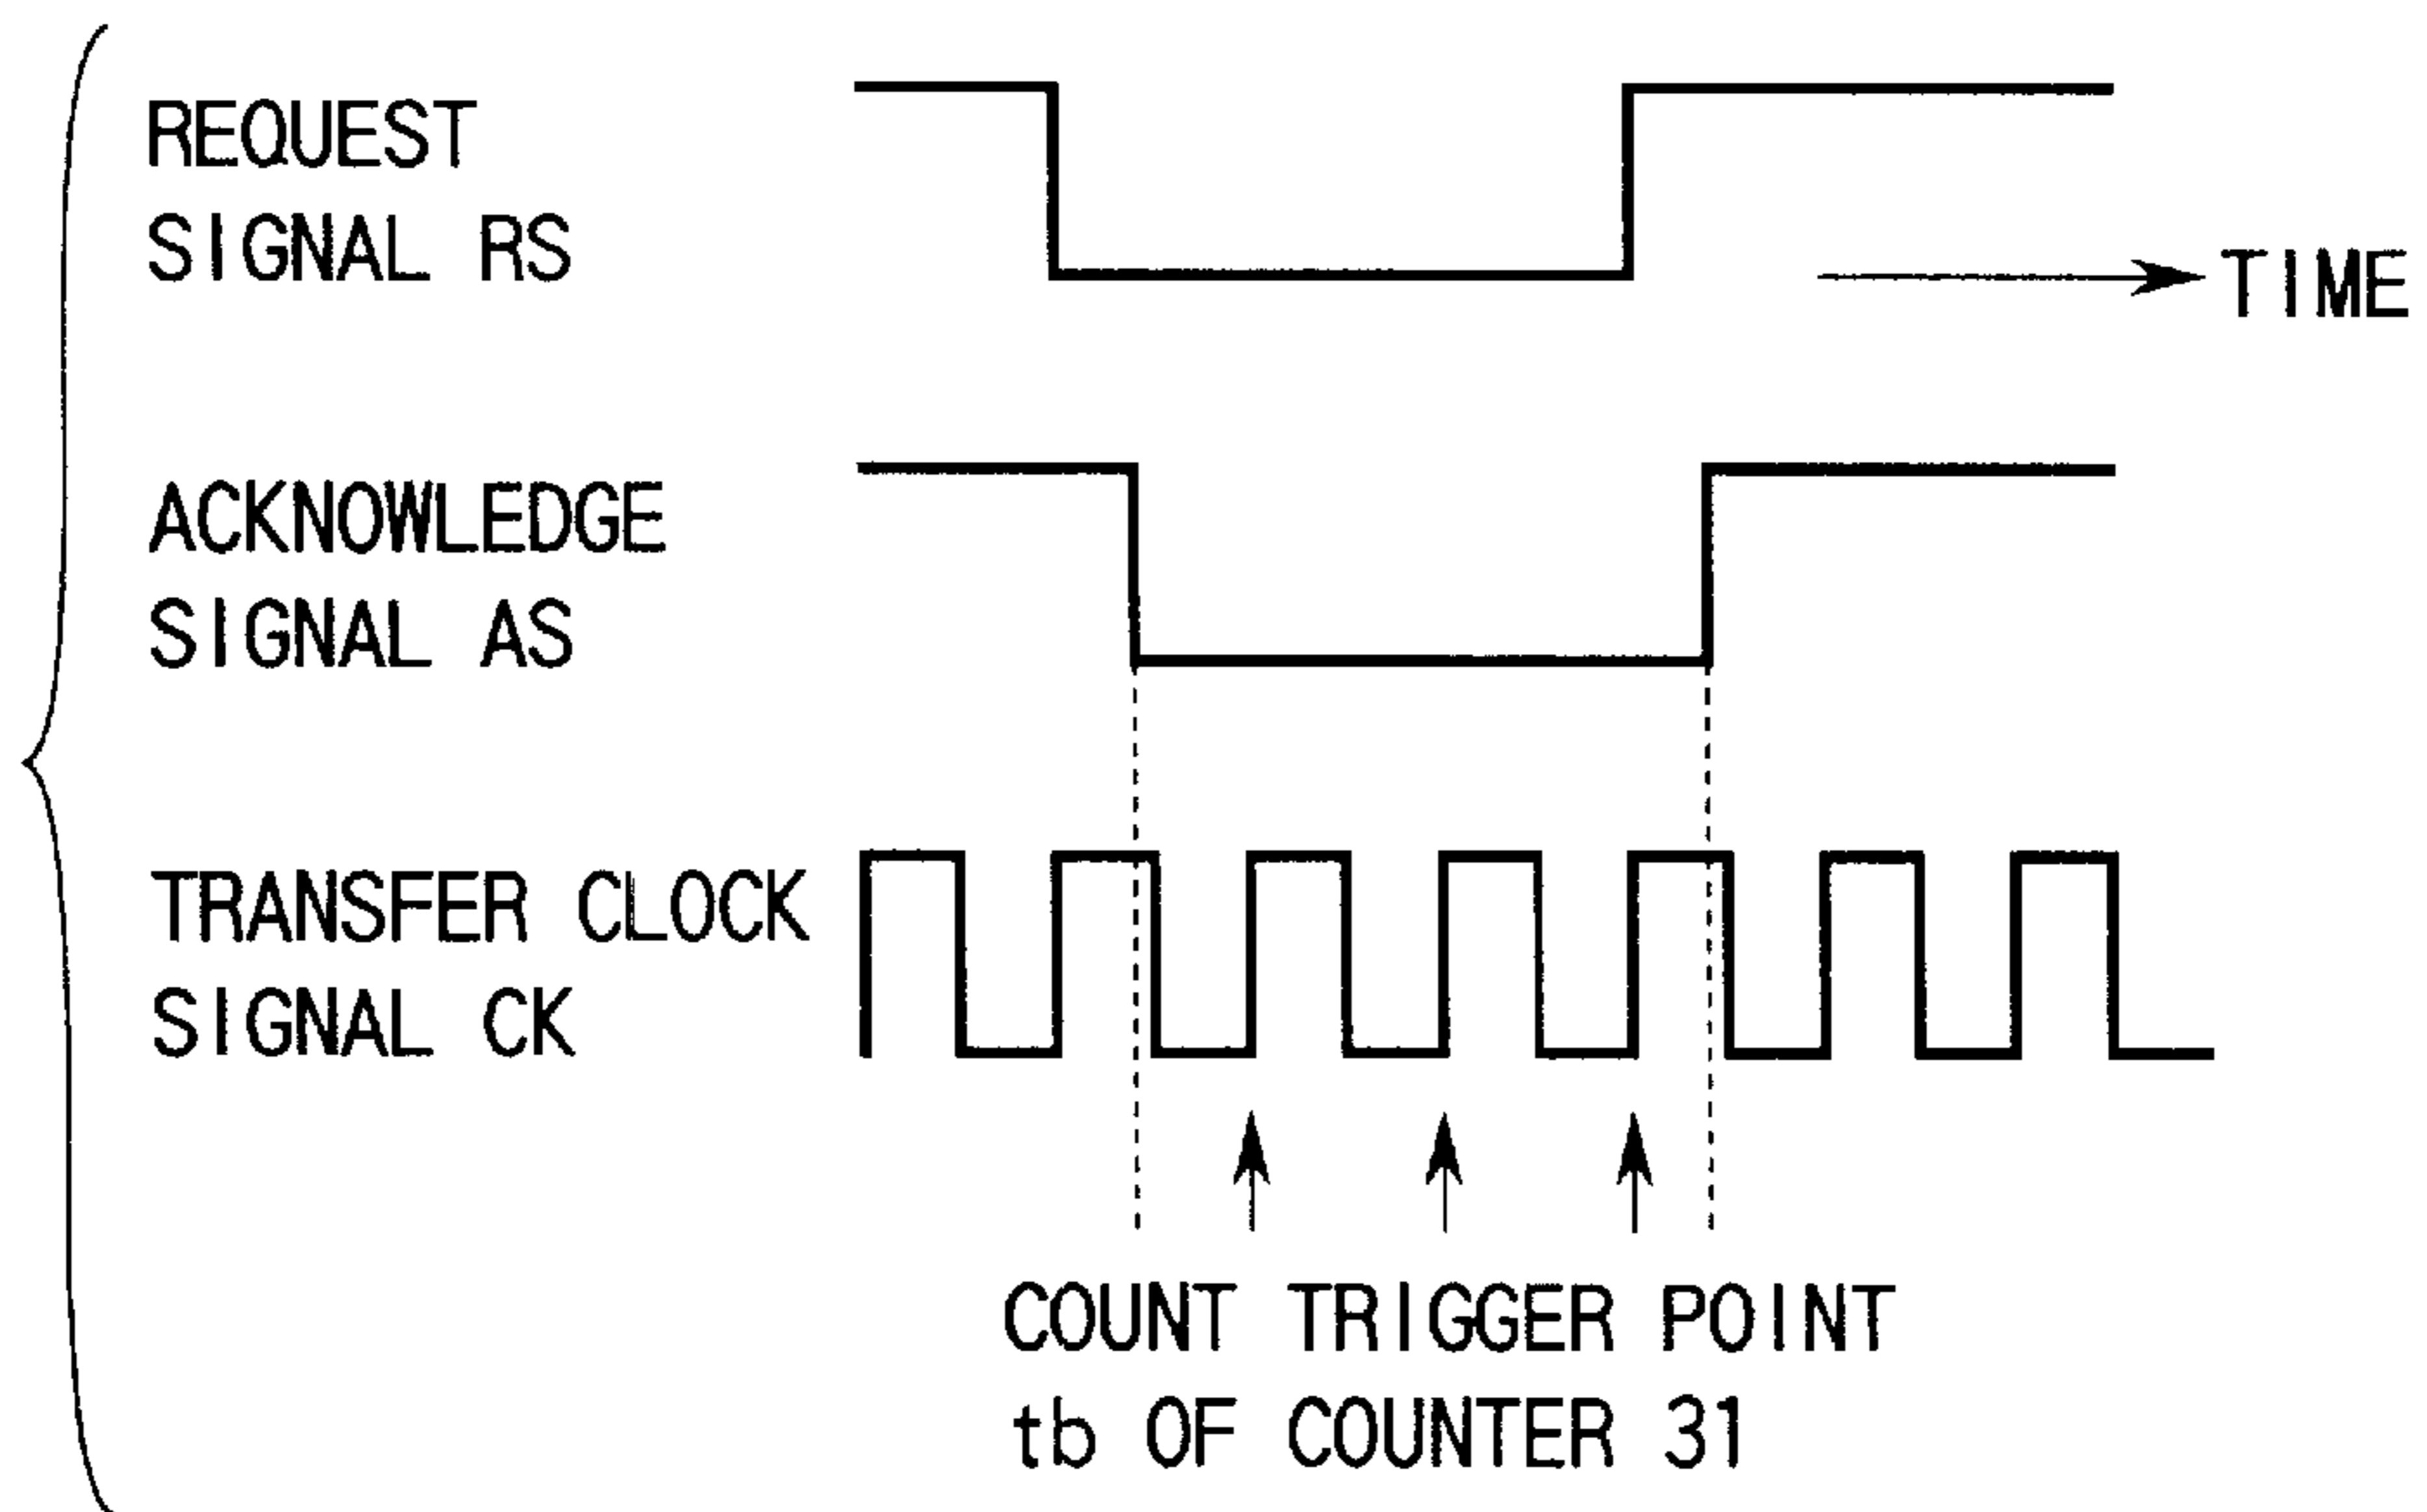 REQUEST
SIGNAL RS
TIME
ACKNOWLEDGE
SIGNAL AS
TRANSFER CLOCK
SIGNAL CK
COUNT TRIGGER POINT
tb OF COUNTER 31